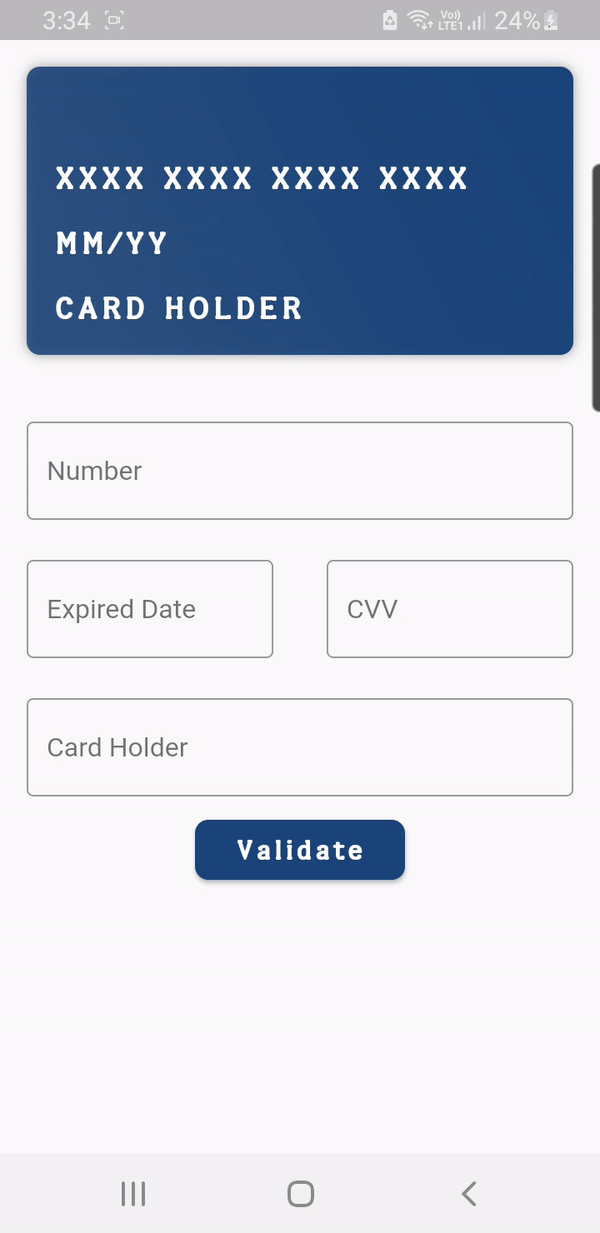 3:34 Vo)) LTE1 24%
XXXX XXXX XXXX XXXX
MM/YY
CARD HOLDER
Number
Expired Date CVV
Card Holder
Validate